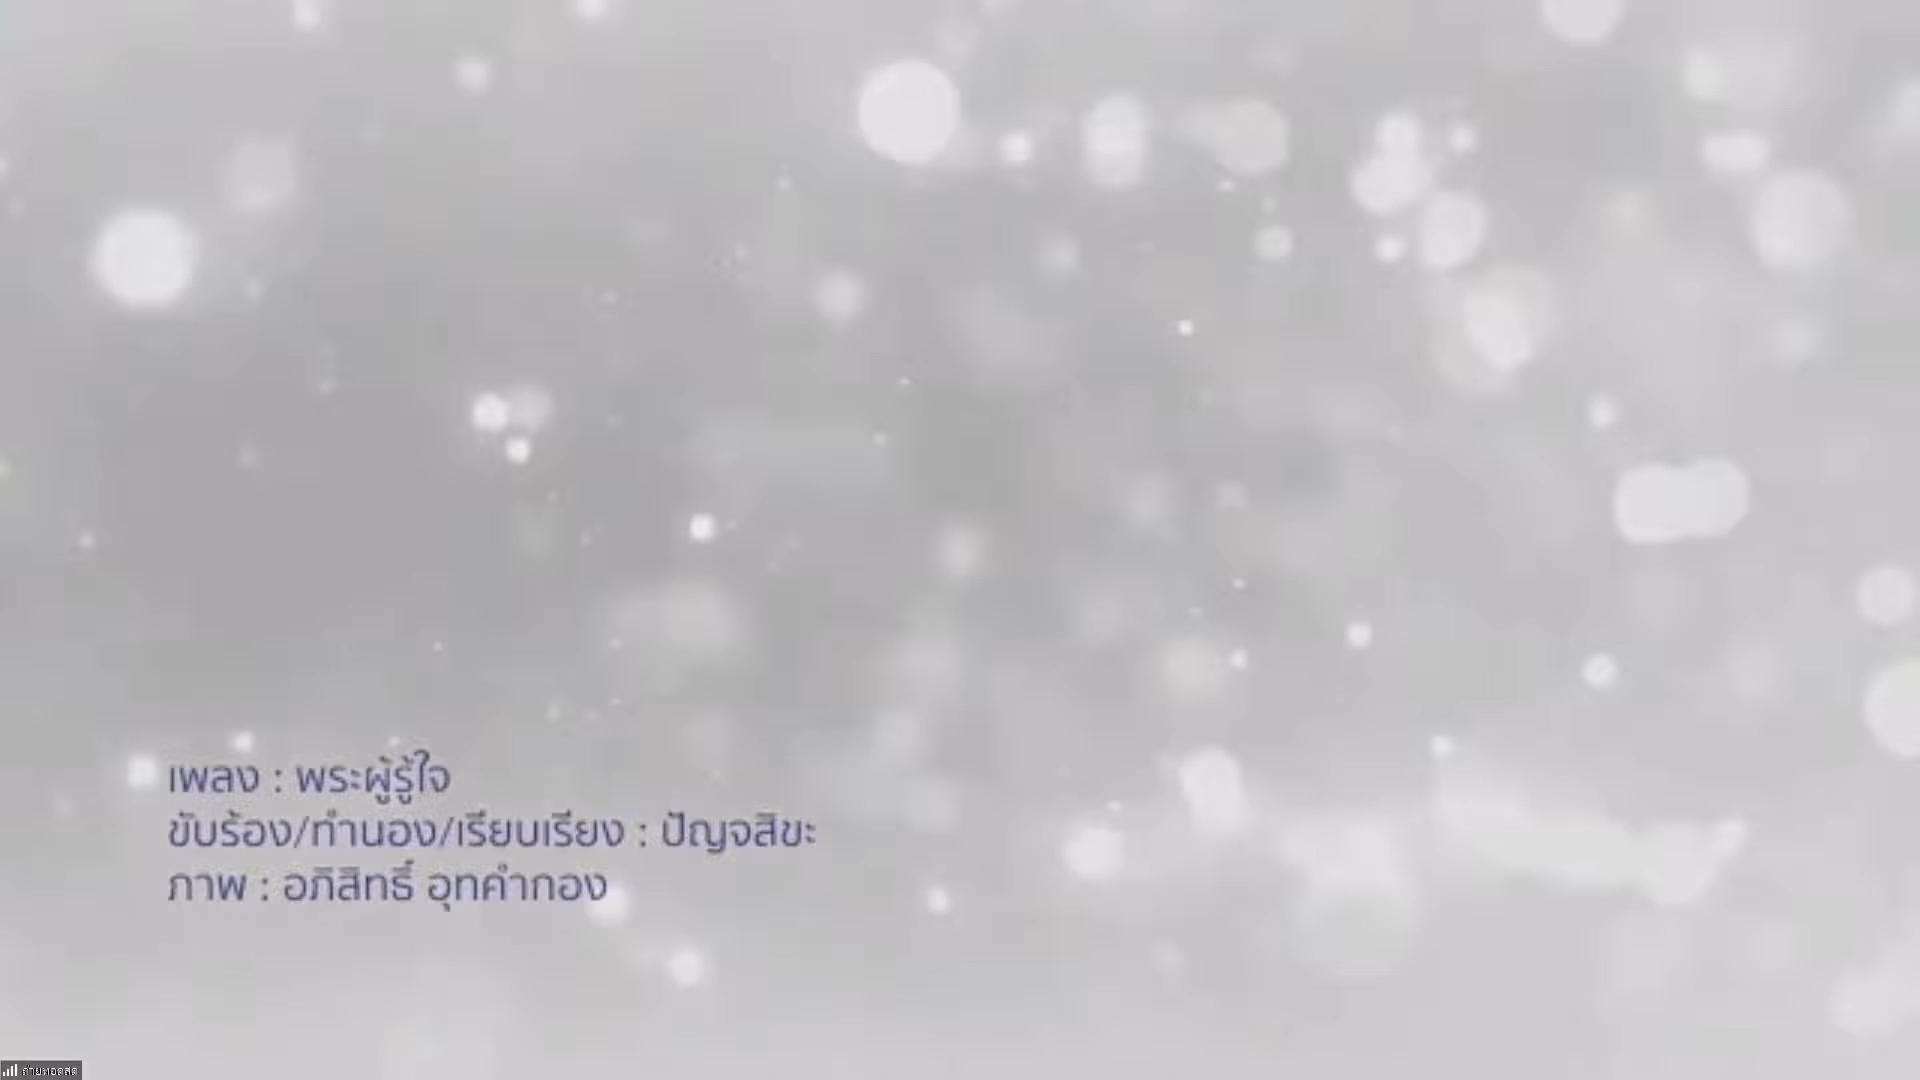 เพลง : พระผู้รู้ใจ
ขับร้อง/ทำนอง/เรียบเรียง : ปัญจสิขะ
ภาพ : อภิสิทธิ์ อุทคำกอง